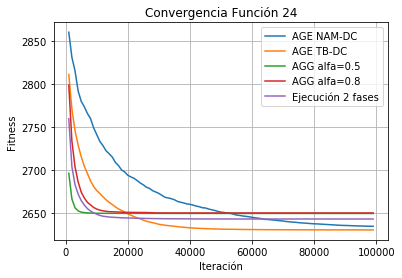 Convergencia Función 24
AGE NAM-DC
AGE TB-DC
AGG alfa=0.5
AGG alfa=0.8
Ejecución 2 fases
Fitness
2850
2800
2750
2700
2650
0 20000 40000 60000 80000 100000
Iteración